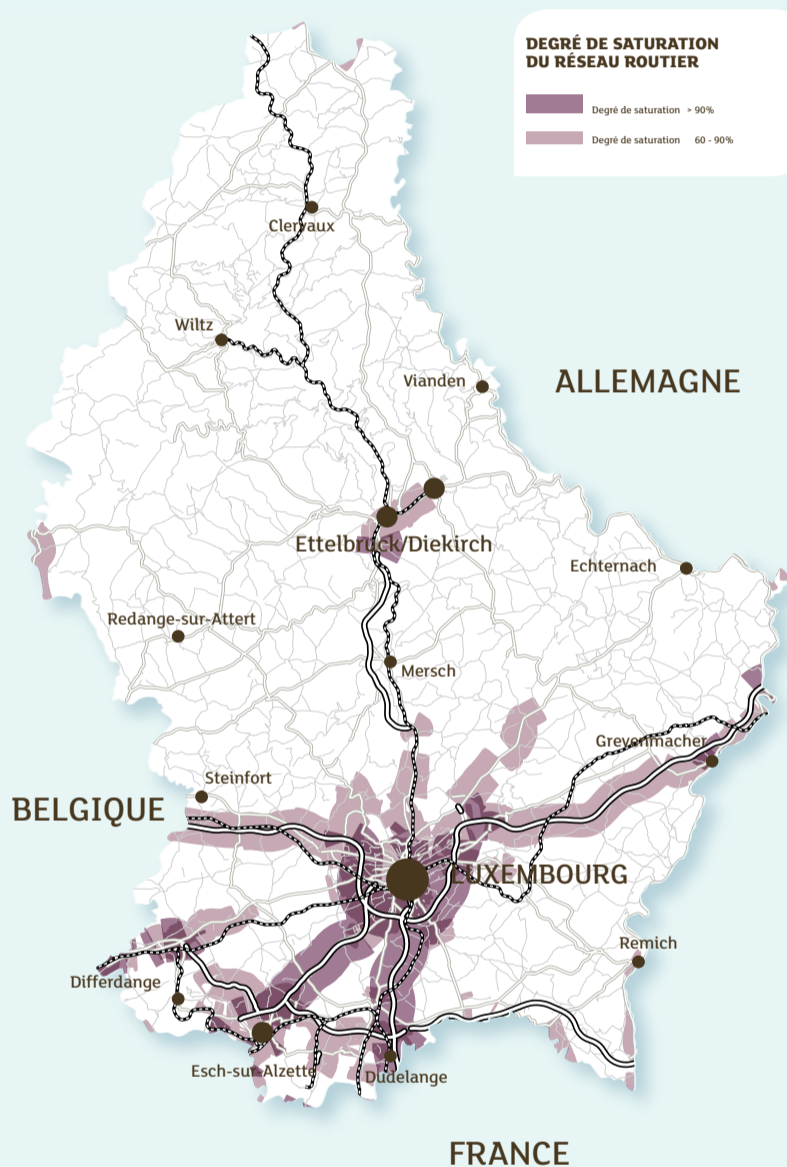 DEGRÉ DE SATURATION
DU RÉSEAU ROUTIER
Degré de saturation > 90%
Degré de saturation 60 - 90%
Clervaux
Wiltz
Vianden
ALLEMAGNE
Ettelbruck/Diekirch
Echternach
Redange-sur-Attert
Mersch
Grevenmacher
Steinfort
BELGIQUE
LUXEMBOURG
Remich
Differdange
Esch-sur-Alzette
Dudelange
FRANCE